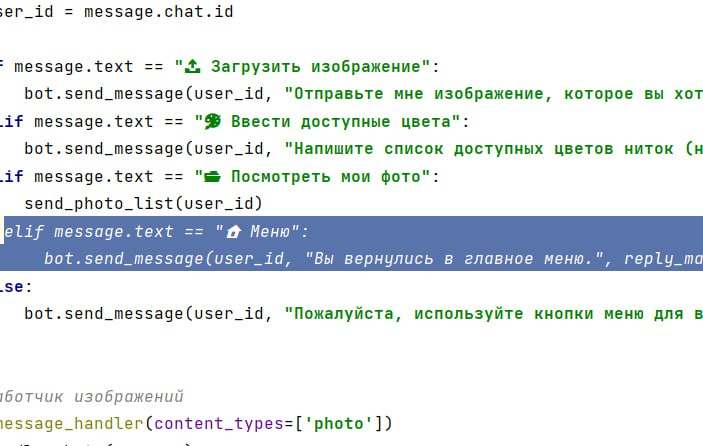 ser_id = message.chat.id
f message.text == "📤 Загрузить изображение":
bot.send_message(user_id, "Отправьте мне изображение, которое вы хот
lif message.text == "🎨 Ввести доступные цвета":
bot.send_message(user_id, "Напишите список доступных цветов ниток (н
lif message.text == "📂 Посмотреть мои фото":
send_photo_list(user_id)
elif message.text == "🏠 Меню":
bot.send_message(user_id, "Вы вернулись в главное меню.", reply_ma
lse:
bot.send_message(user_id, "Пожалуйста, используйте кнопки меню для в
аботчик изображений
message_handler(content_types=['photo'])